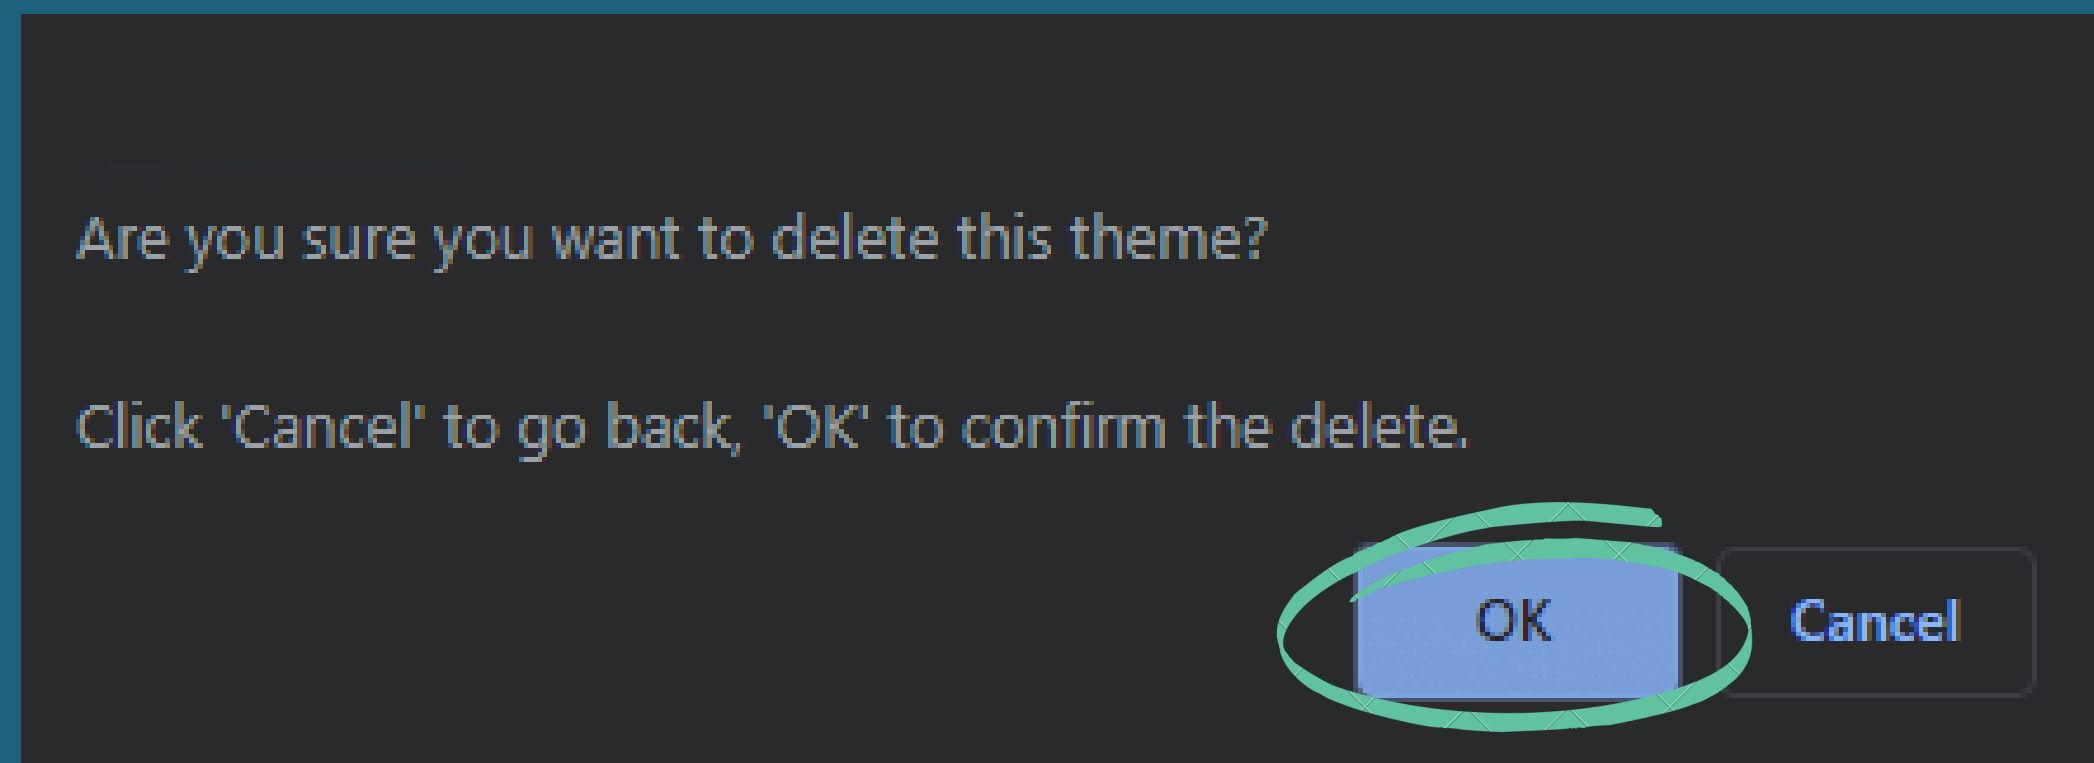 Are you sure you want to delete this theme?
Click 'Cancel' to go back, 'OK' to confirm the delete.
OK Cancel